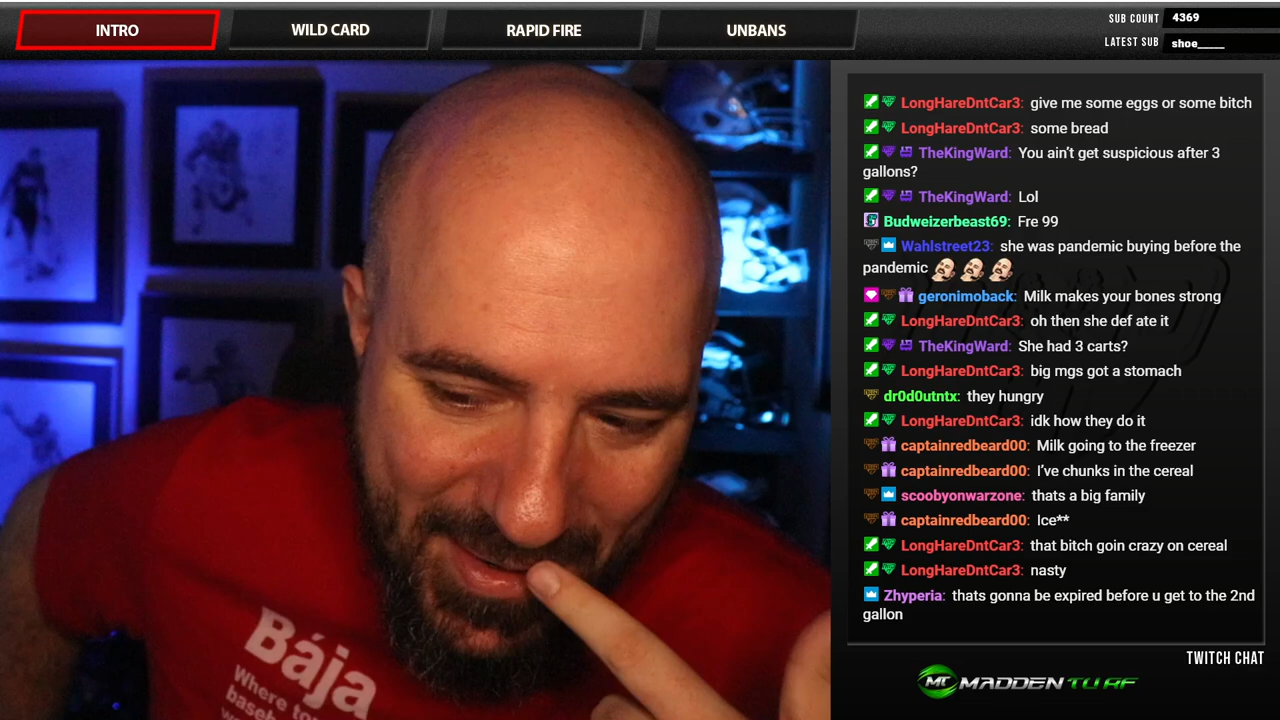 INTRO
WILD CARD
RAPID FIRE
UNBANS
SUB COUNT 4369
LATEST SUB shoe_____
LongHareDntCar3: give me some eggs or some bitch
LongHareDntCar3: some bread
TheKingWard: You ain't get suspicious after 3
gallons?
TheKingWard: Lol
Budweizerbeast69: Fre 99
Wahlstreet23: she was pandemic buying before the
pandemic
geronimoback: Milk makes your bones strong
LongHareDntCar3: oh then she def ate it
TheKingWard: She had 3 carts?
LongHareDntCar3: big mgs got a stomach
dr0d0utntx: they hungry
LongHareDntCar3: idk how they do it
captainredbeard00: Milk going to the freezer
captainredbeard00: I've chunks in the cereal
scoobyonwarzone: thats a big family
captainredbeard00: Ice**
LongHareDntCar3: that bitch goin crazy on cereal
LongHareDntCar3: nasty
Zhyperia: thats gonna be expired before u get to the 2nd
gallon
TWITCH CHAT
MADDEN TURF
Bája
Where